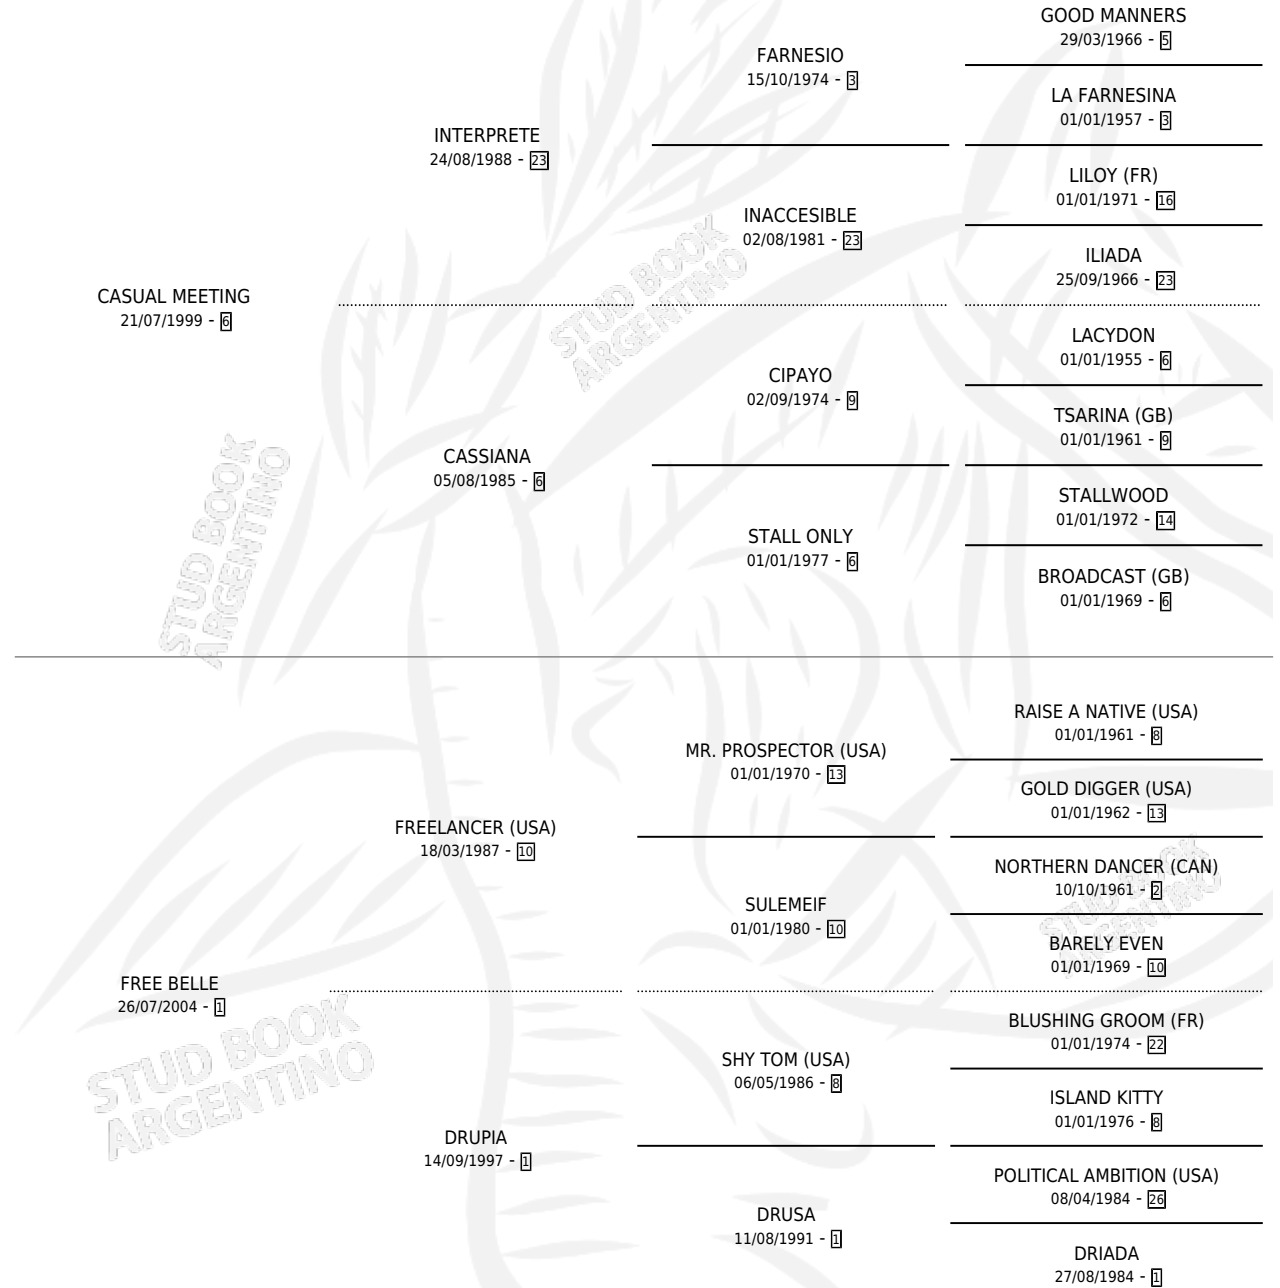 GOOD MANNERS
29/03/1966 - 5
FARNESIO
15/10/1974 - 3
LA FARNESINA
01/01/1957 - 3
INTERPRETE
24/08/1988 - 23
LILOY (FR)
01/01/1971 - 16
INACCESIBLE
02/08/1981 - 23
ILIADA
25/09/1966 - 23
CASUAL MEETING
21/07/1999 - 6
LACYDON
01/01/1955 - 6
CIPAYO
02/09/1974 - 9
TSARINA (GB)
01/01/1961 - 9
CASSIANA
05/08/1985 - 6
STALLWOOD
01/01/1972 - 14
STALL ONLY
01/01/1977 - 6
BROADCAST (GB)
01/01/1969 - 6
RAISE A NATIVE (USA)
01/01/1961 - 8
MR. PROSPECTOR (USA)
01/01/1970 - 13
GOLD DIGGER (USA)
01/01/1962 - 13
FREELANCER (USA)
18/03/1987 - 10
NORTHERN DANCER (CAN)
10/10/1961 - 2
SULEMEIF
01/01/1980 - 10
BARELY EVEN
01/01/1969 - 10
FREE BELLE
26/07/2004 - 1
BLUSHING GROOM (FR)
01/01/1974 - 22
SHY TOM (USA)
06/05/1986 - 8
ISLAND KITTY
01/01/1976 - 8
DRUPIA
14/09/1997 - 1
POLITICAL AMBITION (USA)
08/04/1984 - 26
DRUSA
11/08/1991 - 1
DRIADA
27/08/1984 - 1
STUD BOOK
ARGENTINO
STUD BOOK
ARGENTINO
STUD BOOK
ARGENTINO
STUD BOOK
ARGENTINO